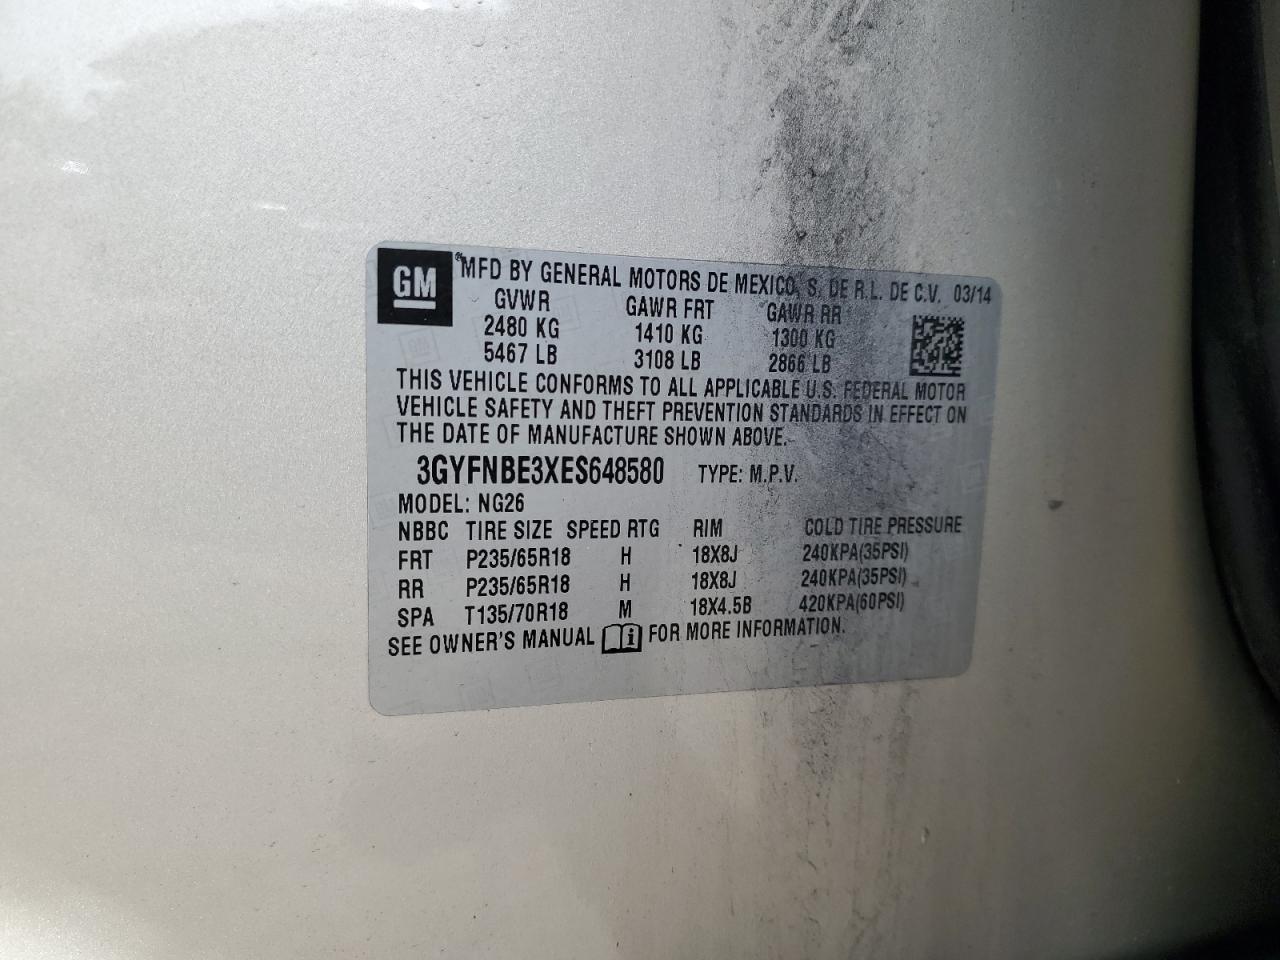 GM MFD BY GENERAL MOTORS DE MEXICO, S. DE R.L. DE C.V. 03/14
GVWR GAWR FRT GAWR RR
2480 KG 1410 KG 1300 KG
5467 LB 3108 LB 2866 LB
THIS VEHICLE CONFORMS TO ALL APPLICABLE U.S. FEDERAL MOTOR
VEHICLE SAFETY AND THEFT PREVENTION STANDARDS IN EFFECT ON
THE DATE OF MANUFACTURE SHOWN ABOVE.
3GYFNBE3XES648580 TYPE: M.P.V.
MODEL: NG26
NBBC TIRE SIZE SPEED RTG RIM COLD TIRE PRESSURE
FRT P235/65R18 H 18X8J 240KPA(35PSI)
RR P235/65R18 H 18X8J 240KPA(35PSI)
SPA T135/70R18 M 18X4.5B 420KPA(60PSI)
SEE OWNER'S MANUAL FOR MORE INFORMATION.